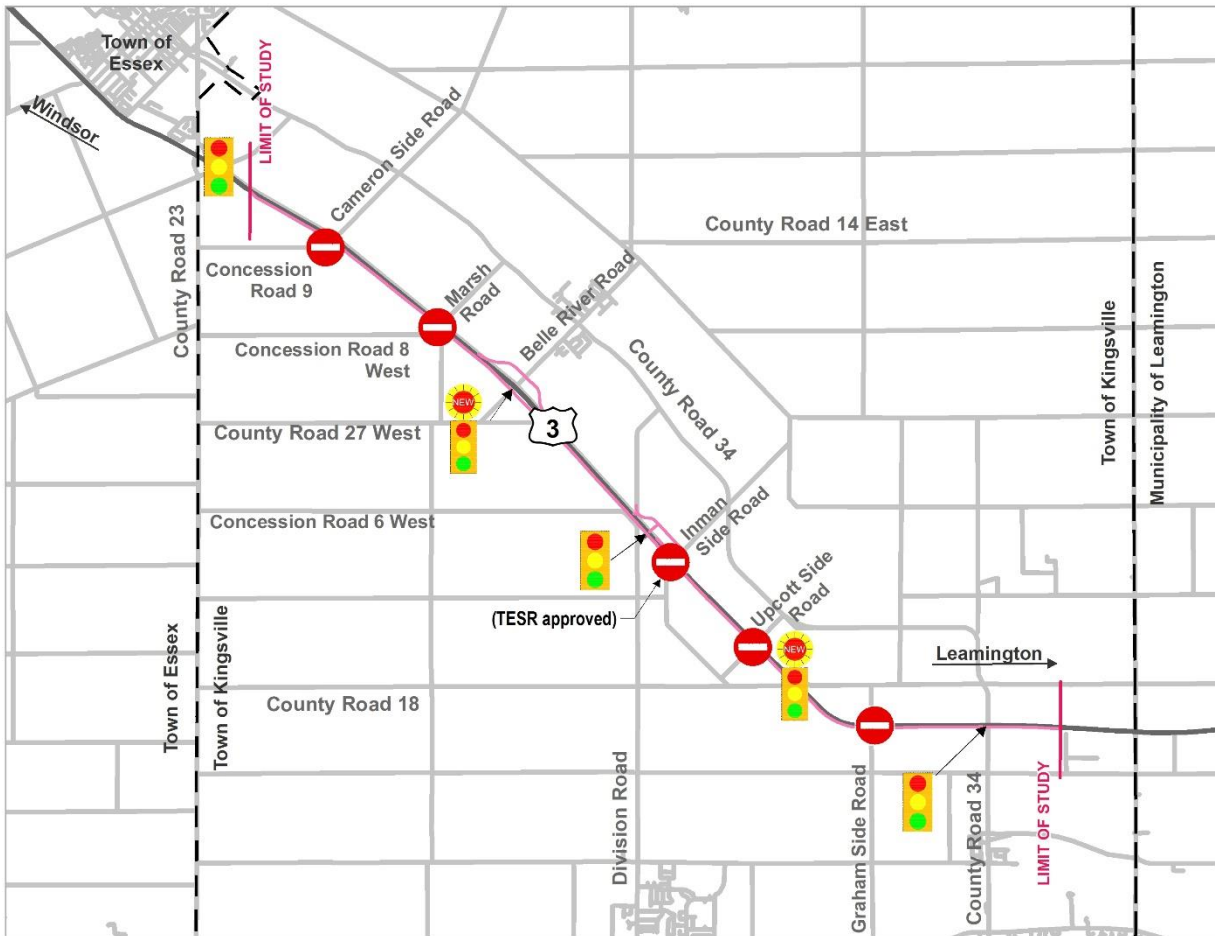 Town of
Essex
Windsor
LIMIT OF STUDY
Cameron Side Road
County Road 23
Concession
Road 9
County Road 14 East
Marsh
Road
Belle River Road
Concession Road 8
West
County Road 34
NEW
County Road 27 West
3
Town of Kingsville
Municipality of Leamington
Concession Road 6 West
Inman
Side Road
(TESR approved)
Upcott Side
Road
NEW
Leamington
Town of Essex
Town of Kingsville
County Road 18
Division Road
Graham Side Road
County Road 34
LIMIT OF STUDY